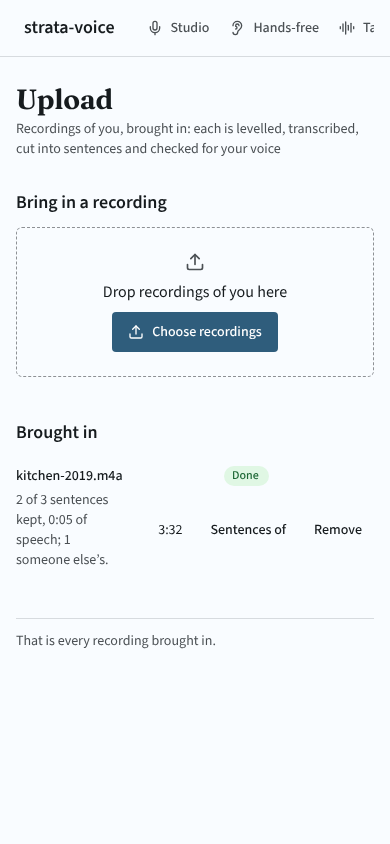 strata-voice
Studio
Hands-free
Upload
Recordings of you, brought in: each is levelled, transcribed,
cut into sentences and checked for your voice
Bring in a recording
Drop recordings of you here
Choose recordings
Brought in
kitchen-2019.m4a
Done
2 of 3 sentences
kept, 0:05 of
speech; 1
someone else’s.
3:32
Sentences of
Remove
That is every recording brought in.